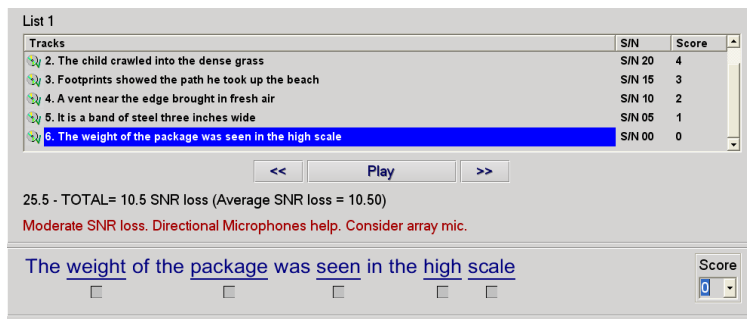 List 1
Tracks S/N Score
2. The child crawled into the dense grass S/N 20 4
3. Footprints showed the path he took up the beach S/N 15 3
4. A vent near the edge brought in fresh air S/N 10 2
5. It is a band of steel three inches wide S/N 05 1
6. The weight of the package was seen in the high scale S/N 00 0
<< Play >>
25.5 - TOTAL= 10.5 SNR loss (Average SNR loss = 10.50)
Moderate SNR loss. Directional Microphones help. Consider array mic.
The weight of the package was seen in the high scale
Score
0